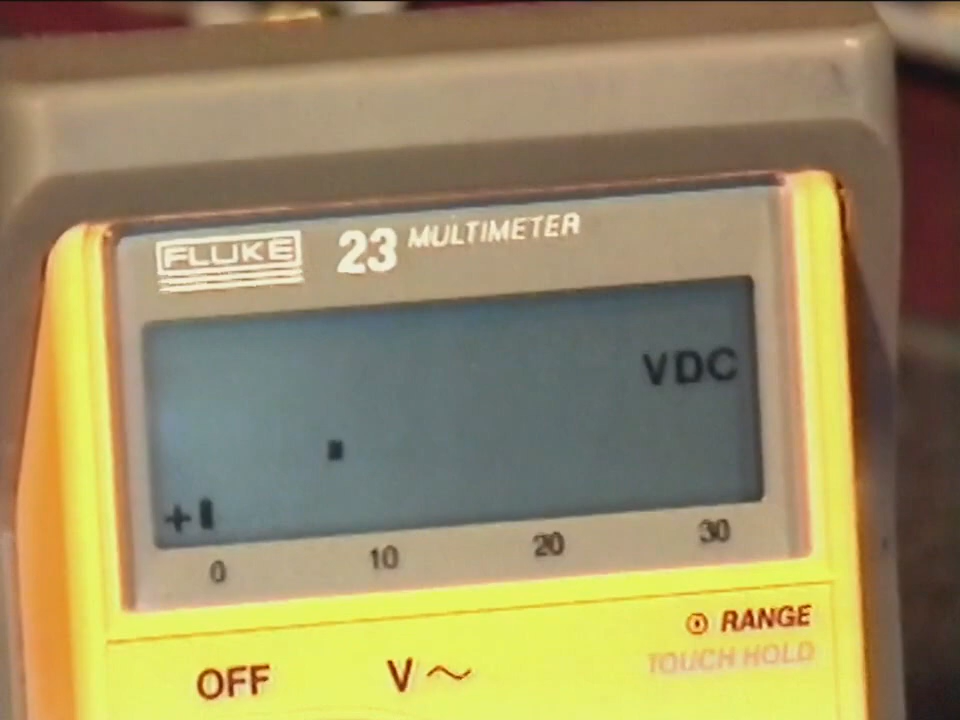 FLUKE 23 MULTIMETER
VDC
.
+
0 10 20 30
RANGE
TOUCH HOLD
OFF V~